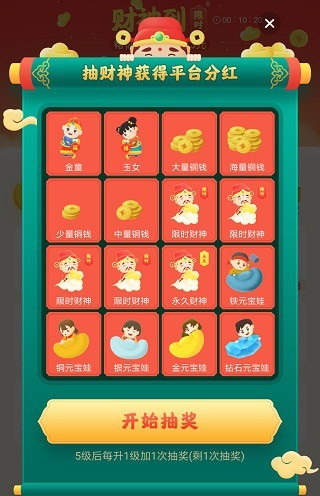 财神到
限时
00:10:20
抽财神获得平台分红
金童
玉女
大量铜钱
海量铜钱
少量铜钱
中量铜钱
限时财神
限时财神
限时财神
限时财神
永久财神
铁元宝娃
铜元宝娃
银元宝娃
金元宝娃
钻石元宝娃
开始抽奖
5级后每升1级加1次抽奖(剩1次抽奖)